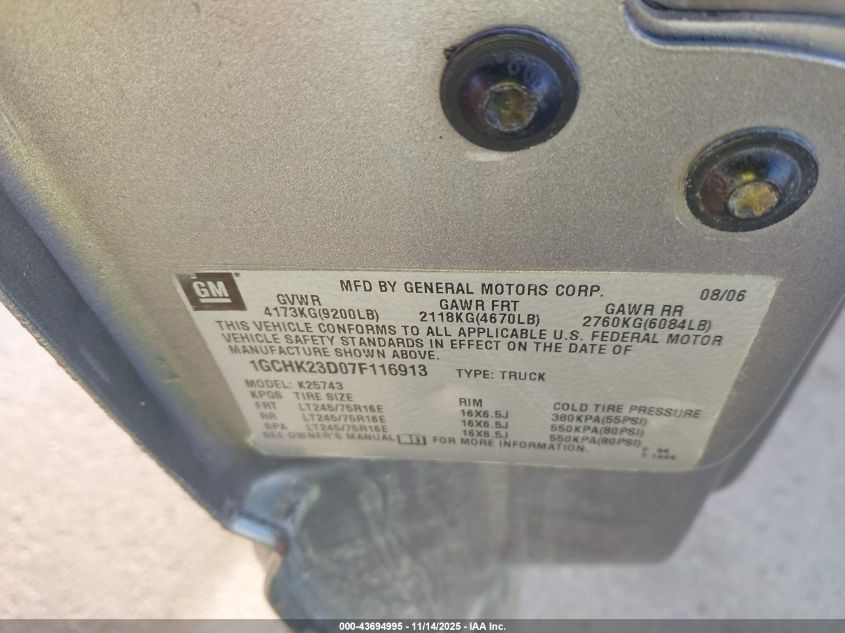 GM
MFD BY GENERAL MOTORS CORP.
08/06
GVWR GAWR FRT GAWR RR
4173KG(9200LB) 2118KG(4670LB) 2760KG(6084LB)
THIS VEHICLE CONFORMS TO ALL APPLICABLE U.S. FEDERAL MOTOR
VEHICLE SAFETY STANDARDS IN EFFECT ON THE DATE OF
MANUFACTURE SHOWN ABOVE.
1GCHK23D07F116913 TYPE: TRUCK
MODEL: K25743
KPGS TIRE SIZE RIM COLD TIRE PRESSURE
FRT LT245/75R16E 16X6.5J 380KPA(55PSI)
RR LT245/75R16E 16X6.5J 550KPA(80PSI)
SPA LT245/75R16E 16X6.5J 550KPA(80PSI)
SEE OWNER'S MANUAL FOR MORE INFORMATION.
000-43694995 - 11/14/2025 - IAA Inc.